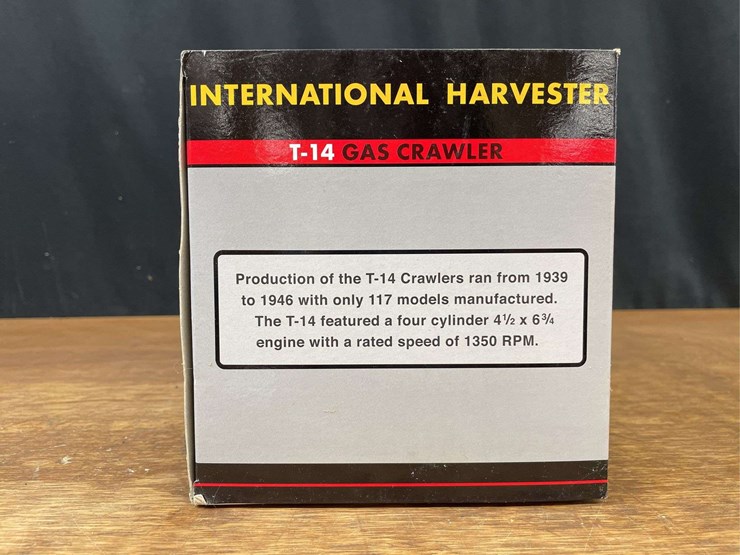 INTERNATIONAL HARVESTER
T-14 GAS CRAWLER
Production of the T-14 Crawlers ran from 1939
to 1946 with only 117 models manufactured.
The T-14 featured a four cylinder 4½ x 6¾
engine with a rated speed of 1350 RPM.